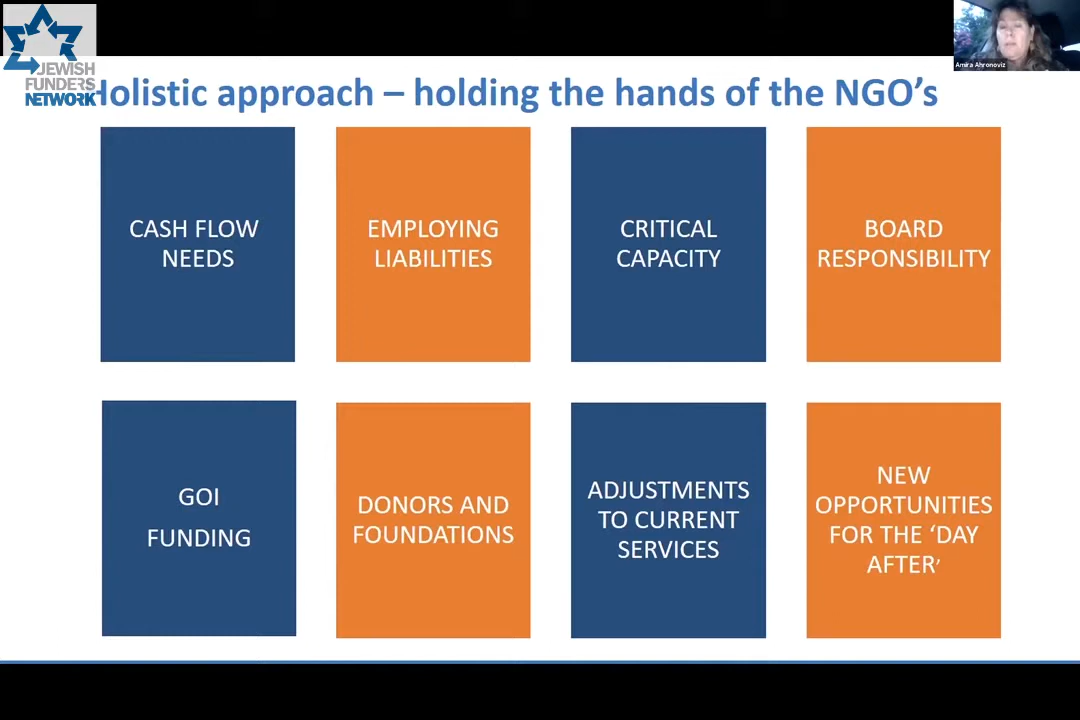 JEWISH
FUNDERS
NETWORK
Amira Ahronoviz
Holistic approach – holding the hands of the NGO’s
CASH FLOW
NEEDS
EMPLOYING
LIABILITIES
CRITICAL
CAPACITY
BOARD
RESPONSIBILITY
GOI
FUNDING
DONORS AND
FOUNDATIONS
ADJUSTMENTS
TO CURRENT
SERVICES
NEW
OPPORTUNITIES
FOR THE ‘DAY
AFTER’